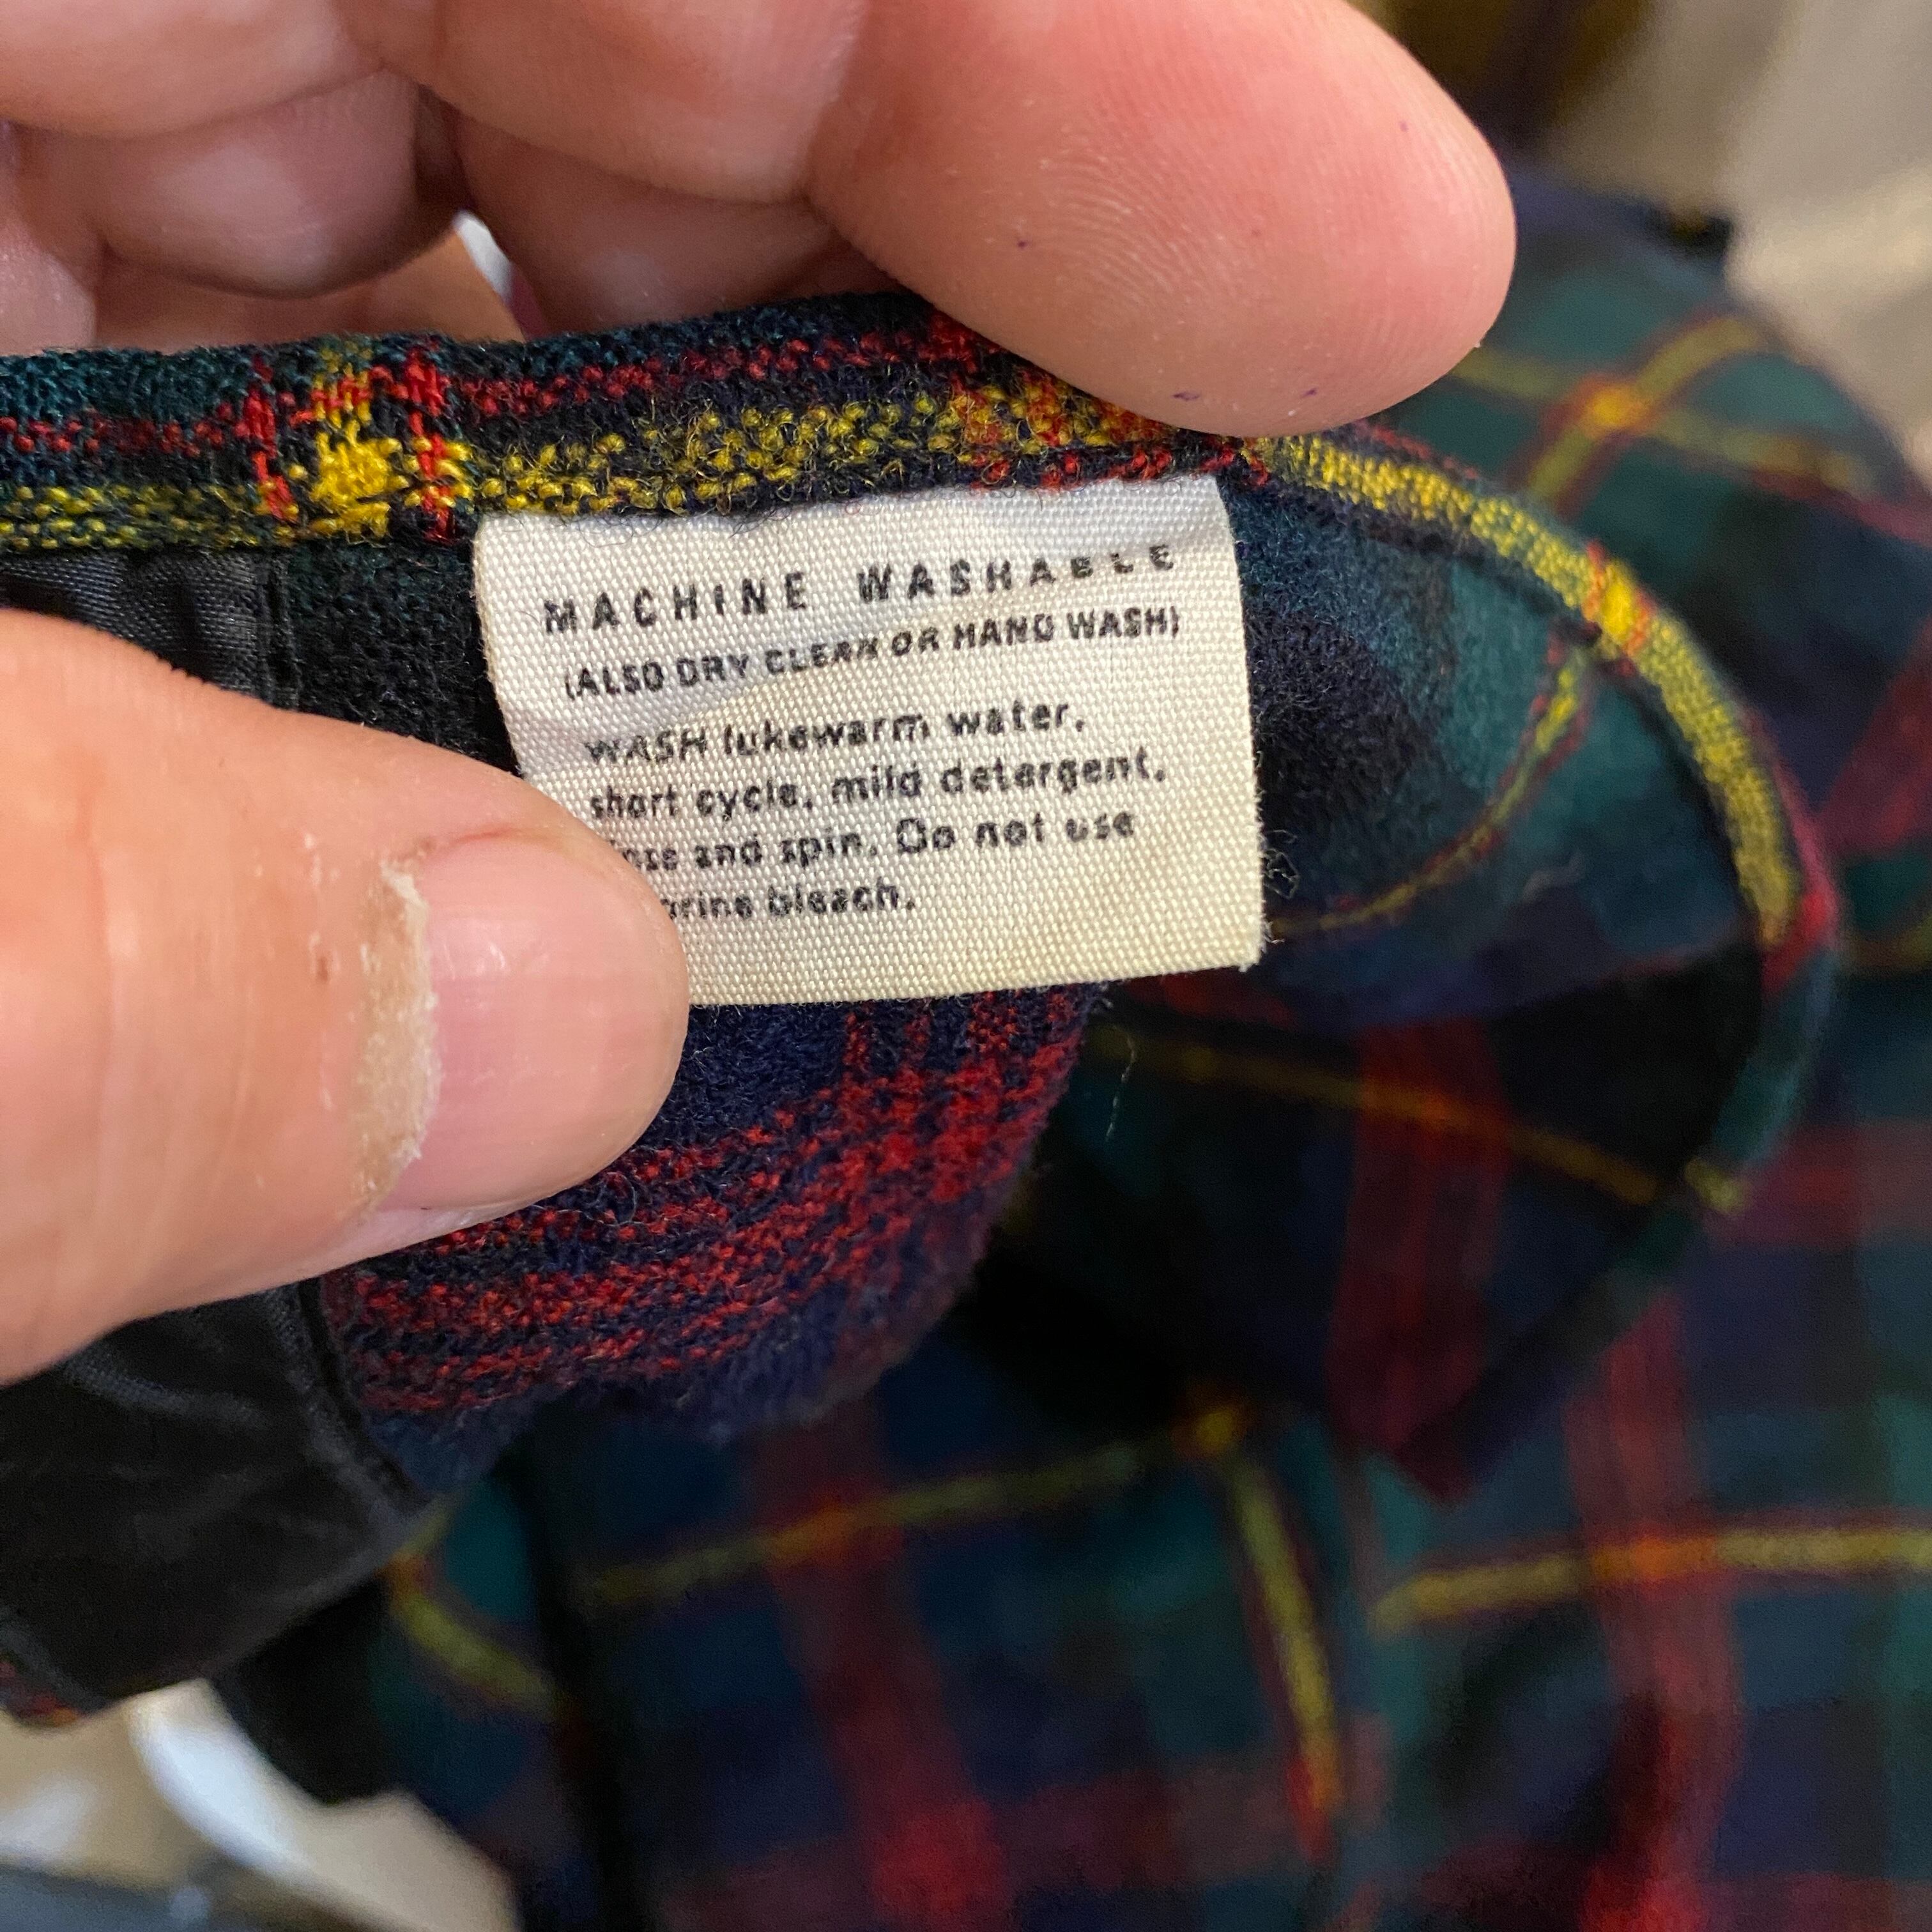 MACHINE WASHABLE
(ALSO DRY CLEAN OR HAND WASH)
WASH lukewarm water,
short cycle, mild detergent,
and spin. Do not use
bleach.